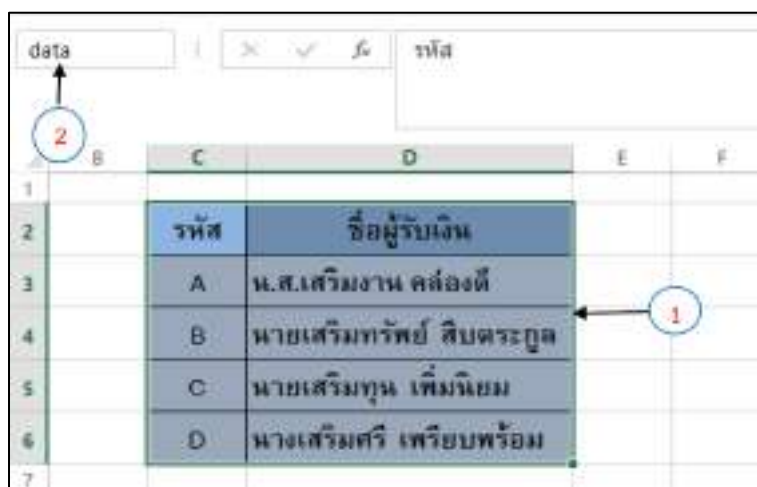 data
fx
รหัส
2
B C D E F
1
2 รหัส ชื่อผู้รับเงิน
3 A น.ส.เสริมงาน คล่องดี
1
4 B นายเสริมทรัพย์ สืบตระกูล
5 C นายเสริมทุน เพิ่มนิยม
6 D นางเสริมศรี เพรียบพร้อม
7